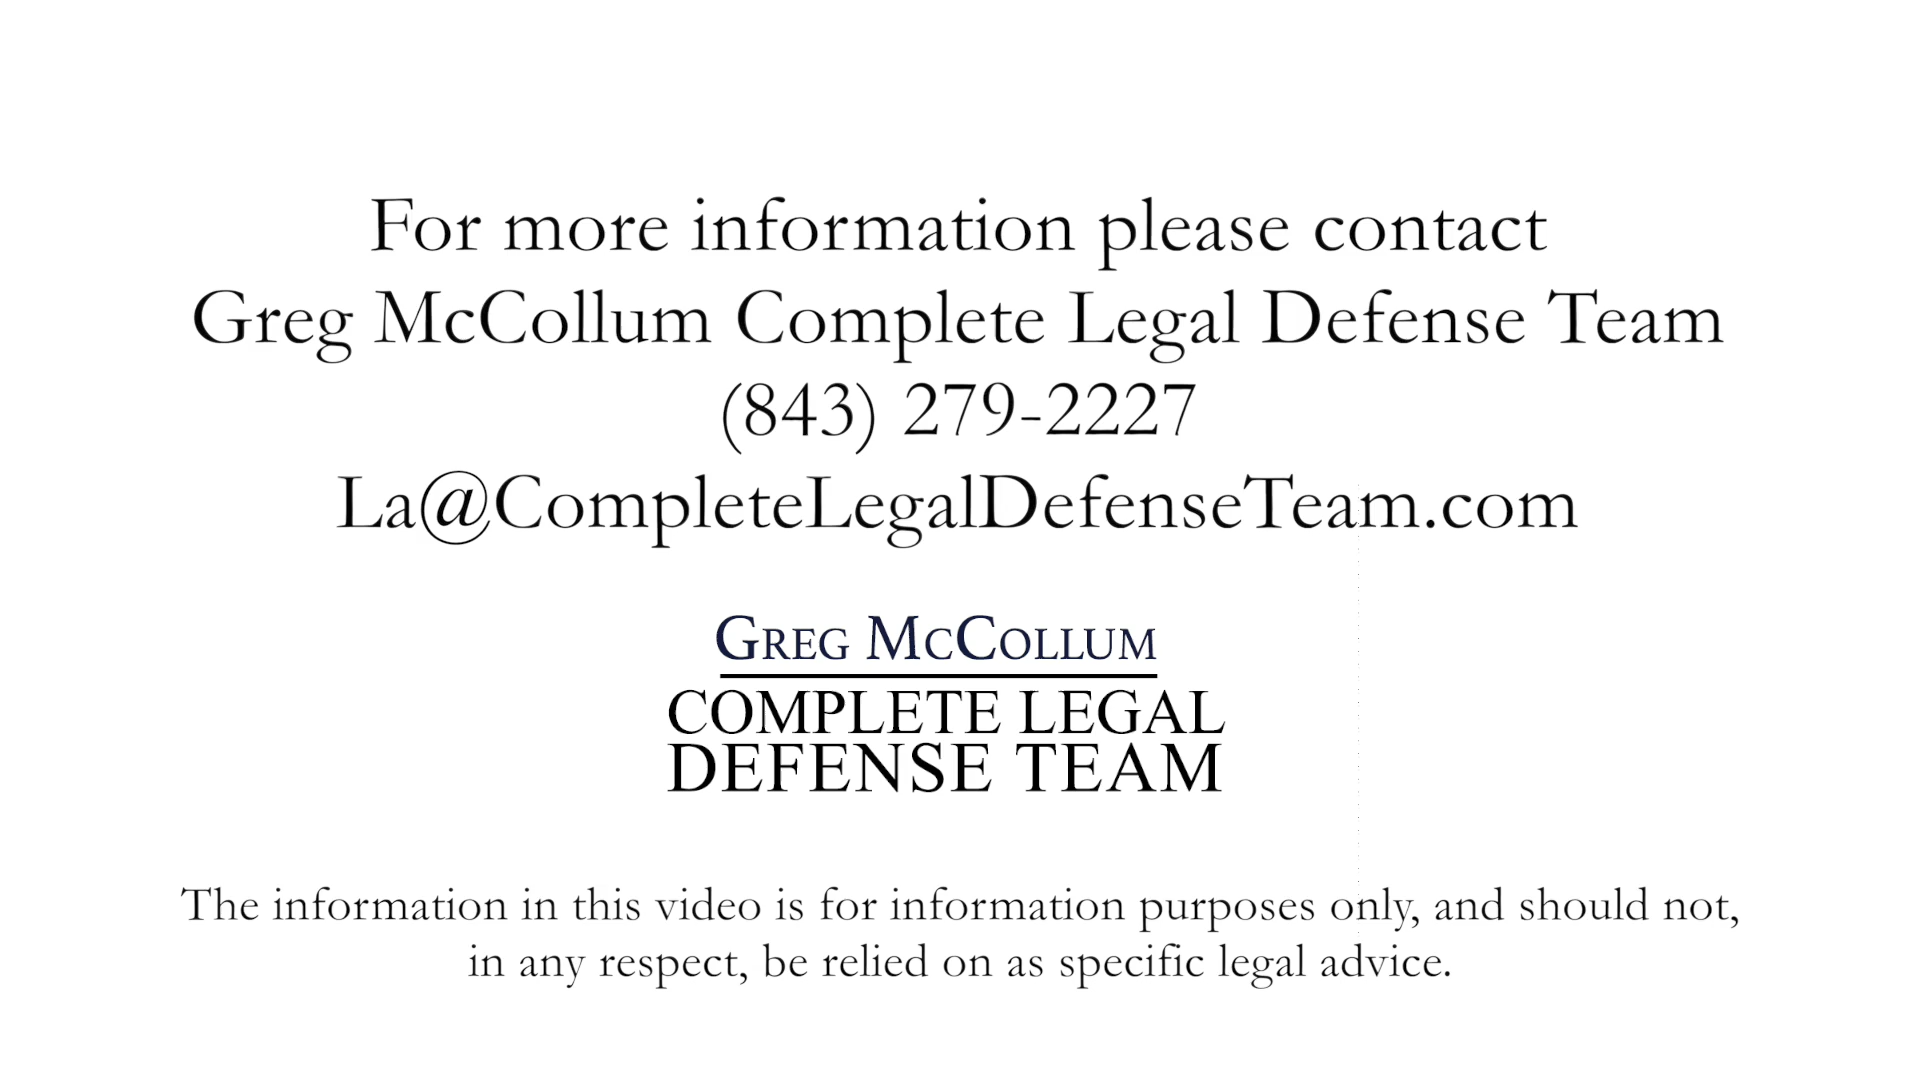 For more information please contact
Greg McCollum Complete Legal Defense Team
(843) 279-2227
La@CompleteLegalDefenseTeam.com
GREG MCCOLLUM
COMPLETE LEGAL
DEFENSE TEAM
The information in this video is for information purposes only, and should not,
in any respect, be relied on as specific legal advice.